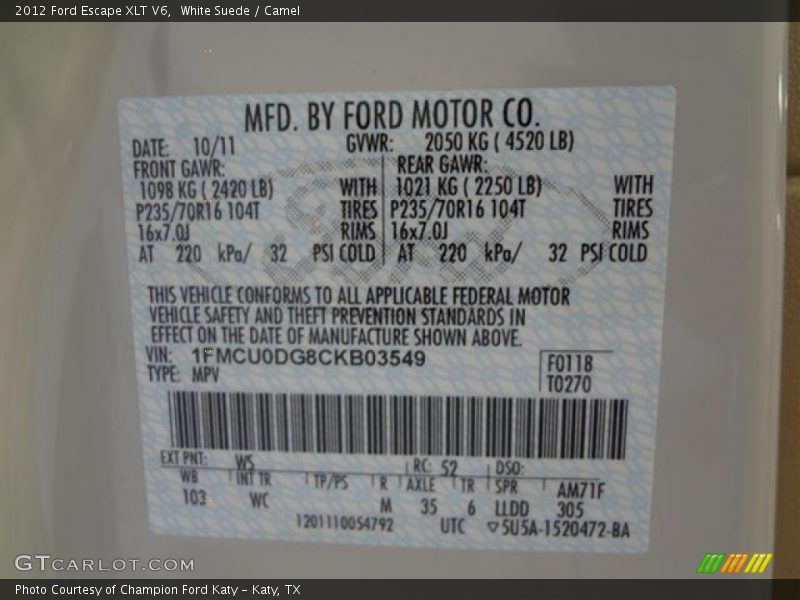 2012 Ford Escape XLT V6,  White Suede / Camel
MFD. BY FORD MOTOR CO.
DATE: 10/11 GVWR: 2050 KG ( 4520 LB)
FRONT GAWR: REAR GAWR:
1098 KG ( 2420 LB) WITH 1021 KG ( 2250 LB) WITH
P235/70R16 104T TIRES P235/70R16 104T TIRES
16x7.0J RIMS 16x7.0J RIMS
AT 220 kPa/ 32 PSI COLD AT 220 kPa/ 32 PSI COLD
THIS VEHICLE CONFORMS TO ALL APPLICABLE FEDERAL MOTOR
VEHICLE SAFETY AND THEFT PREVENTION STANDARDS IN
EFFECT ON THE DATE OF MANUFACTURE SHOWN ABOVE.
VIN: 1FMCU0DG8CKB03549 F0118
TYPE: MPV T0270
EXT PNT: WS RC: 52 DSO:
WB INT TR TP/PS R AXLE TR SPR AM71F
103 WC M 35 6 LLDD 305
1201110054792 UTC ▽5U5A-1520472-BA
GTCARLOT.COM
Photo Courtesy of Champion Ford Katy – Katy, TX